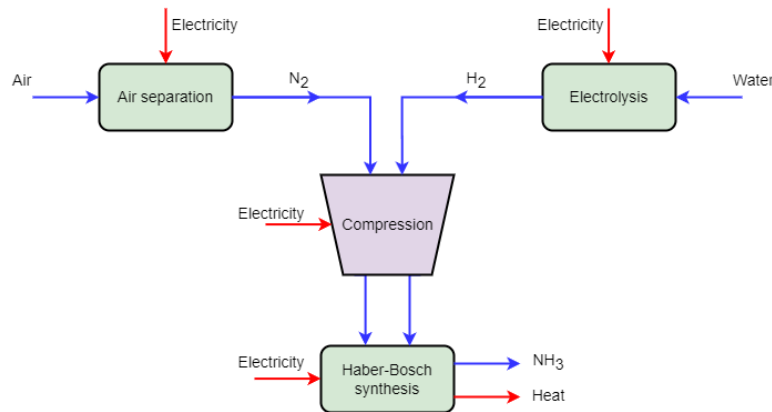 Electricity
Electricity
Air
Air separation
N2
H2
Electrolysis
Water
Electricity
Compression
Electricity
Haber-Bosch
synthesis
NH3
Heat